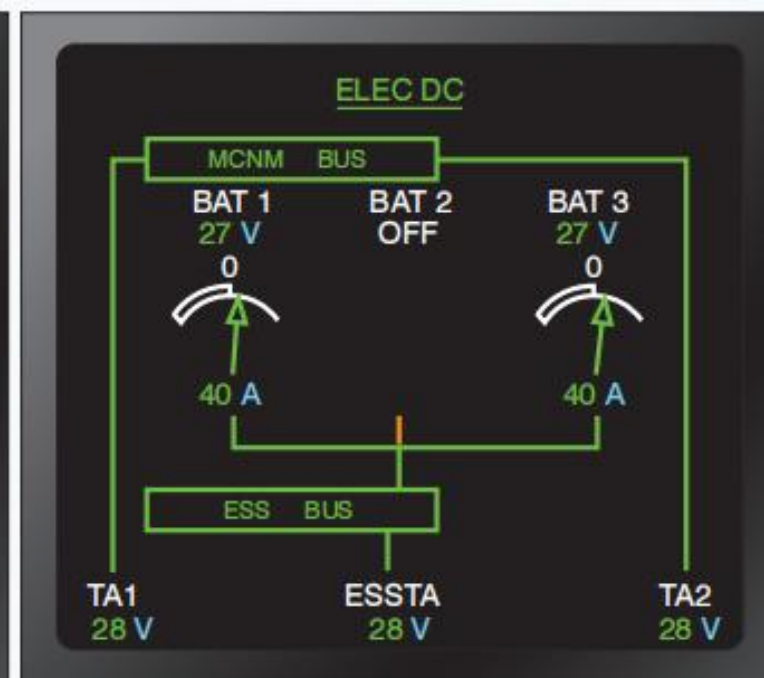 ELEC DC
MCNM BUS
BAT 1 BAT 2 BAT 3
27 V OFF 27 V
0 0
40 A 40 A
ESS BUS
TA1 ESSTA TA2
28 V 28 V 28 V